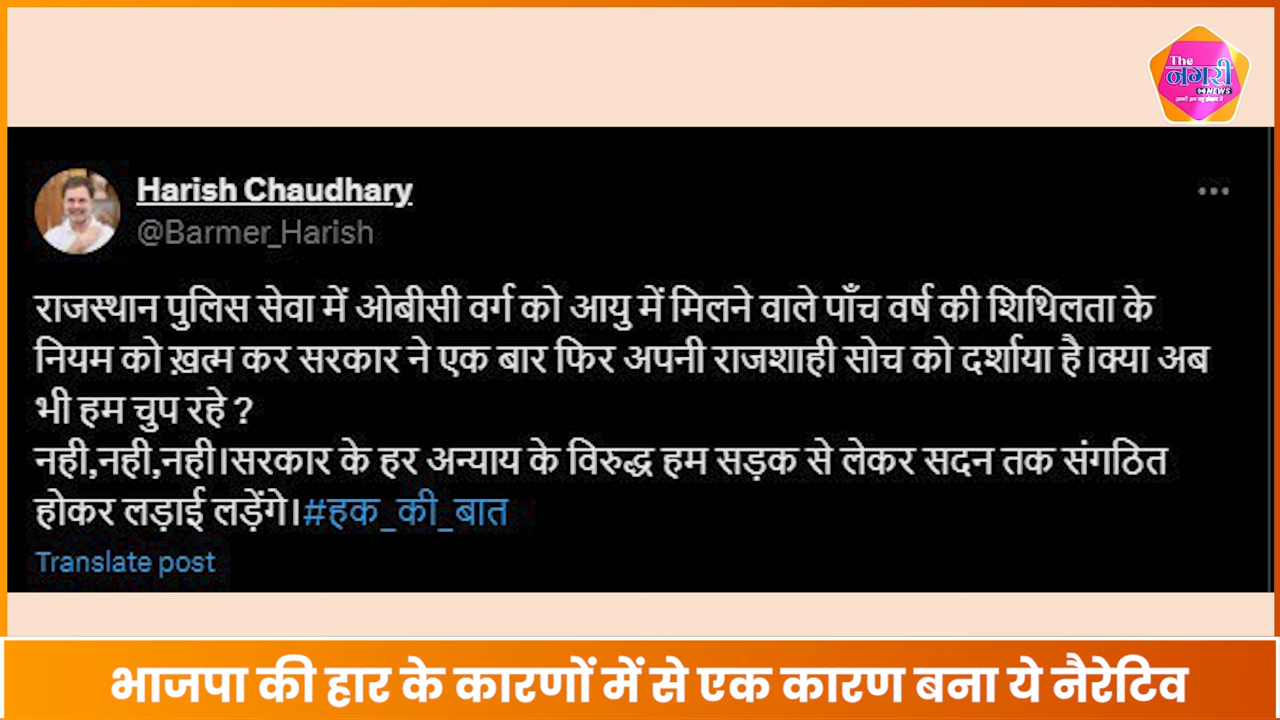 The
नगरी
NEWS
Harish Chaudhary
@Barmer_Harish
राजस्थान पुलिस सेवा में ओबीसी वर्ग को आयु में मिलने वाले पाँच वर्ष की शिथिलता के
नियम को ख़त्म कर सरकार ने एक बार फिर अपनी राजशाही सोच को दर्शाया है।क्या अब
भी हम चुप रहे ?
नही,नही,नही।सरकार के हर अन्याय के विरुद्ध हम सड़क से लेकर सदन तक संगठित
होकर लड़ाई लड़ेंगे।#हक_की_बात
Translate post
भाजपा की हार के कारणों में से एक कारण बना ये नैरेटिव